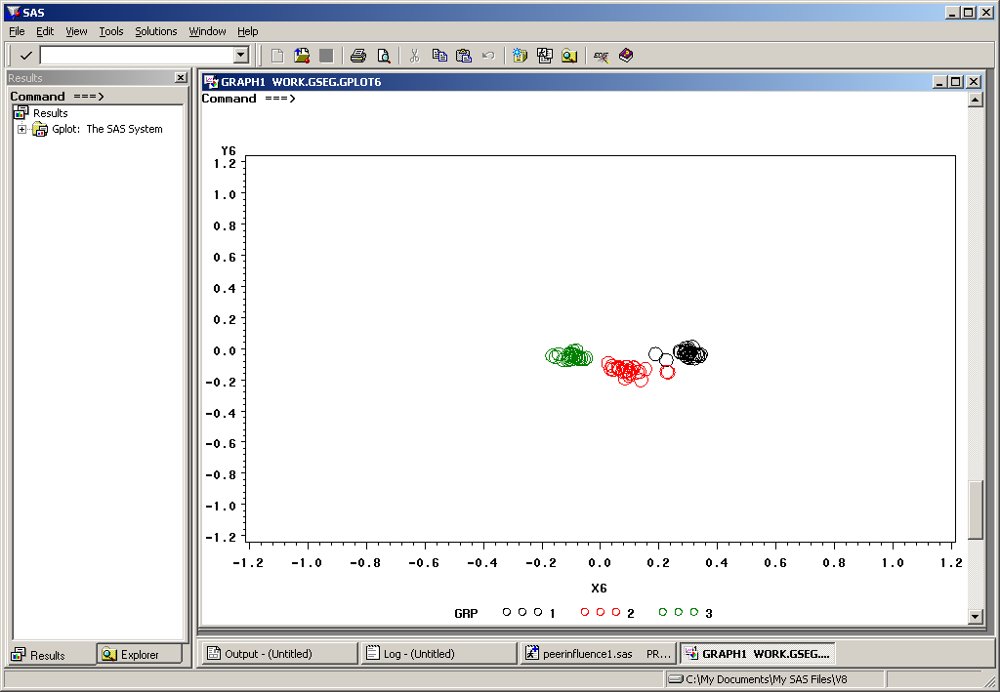 SAS
File Edit View Tools Solutions Window Help
Results
Command ===>
Results
Gplot: The SAS System
GRAPH1 WORK.GSEG.GPLOT6
Command ===>
Y6
1.2
1.0
0.8
0.6
0.4
0.2
0.0
-0.2
-0.4
-0.6
-0.8
-1.0
-1.2
-1.2 -1.0 -0.8 -0.6 -0.4 -0.2 0.0 0.2 0.4 0.6 0.8 1.0 1.2
X6
GRP 1 2 3
Results Explorer
Output - (Untitled) Log - (Untitled) peerinfluence1.sas PR... GRAPH1 WORK.GSEG....
C:\My Documents\My SAS Files\V8